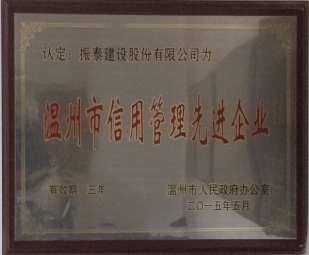 认定：振泰建设股份有限公司为
温州市信用管理先进企业
有效期：三年
温州市人民政府办公室
二〇一五年五月